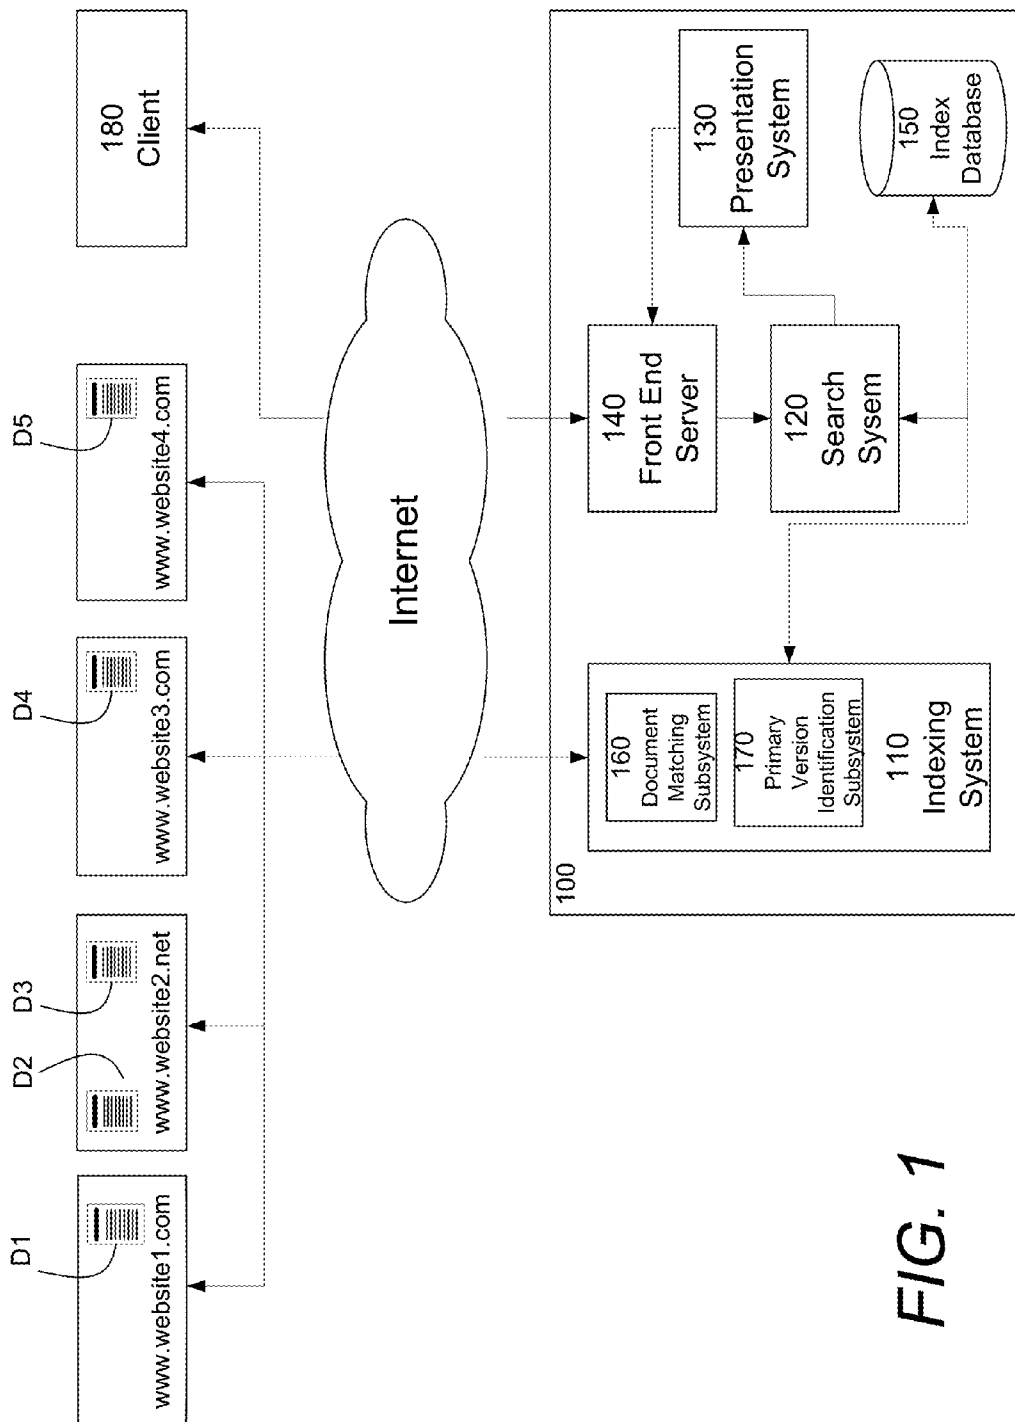 D1
D2
D3
D4
D5
www.website1.com
www.website2.net
www.website3.com
www.website4.com
180
Client
Internet
100
160
Document
Matching
Subsystem
170
Primary
Version
Identification
Subsystem
110
Indexing
System
140
Front End
Server
120
Search
Sysem
130
Presentation
System
150
Index
Database
FIG. 1